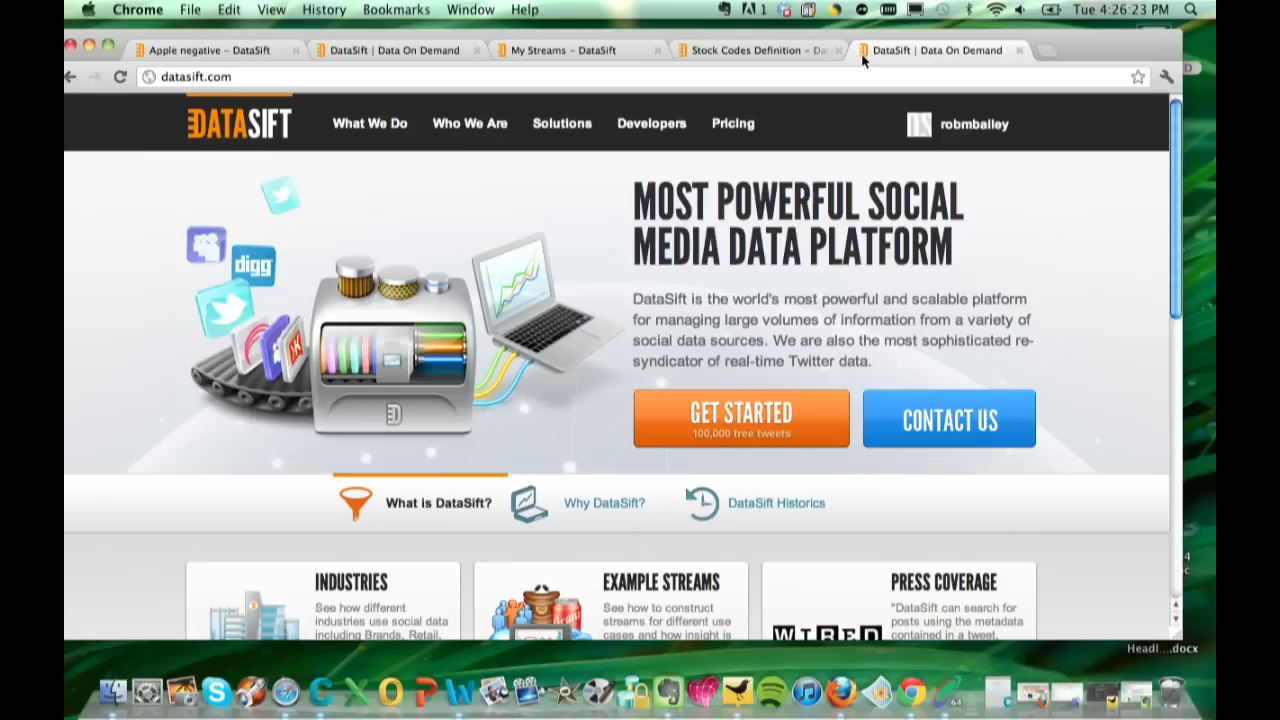 Chrome File Edit View History Bookmarks Window Help
1 Tue 4:26:23 PM
Apple negative - DataSift
DataSift | Data On Demand
My Streams - DataSift
Stock Codes Definition - Da
DataSift | Data On Demand
datasift.com
DATASIFT
What We Do
Who We Are
Solutions
Developers
Pricing
robmbailey
digg
MOST POWERFUL SOCIAL
MEDIA DATA PLATFORM
DataSift is the world's most powerful and scalable platform
for managing large volumes of information from a variety of
social data sources. We are also the most sophisticated re-
syndicator of real-time Twitter data.
GET STARTED
100,000 free tweets
CONTACT US
What is DataSift?
Why DataSift?
DataSift Historics
INDUSTRIES
See how different
industries use social data
including Brands, Retail,
EXAMPLE STREAMS
See how to construct
streams for different use
cases and how insight is
PRESS COVERAGE
"DataSift can search for
posts using the metadata
contained in a tweet,
WIRED
Headl....docx